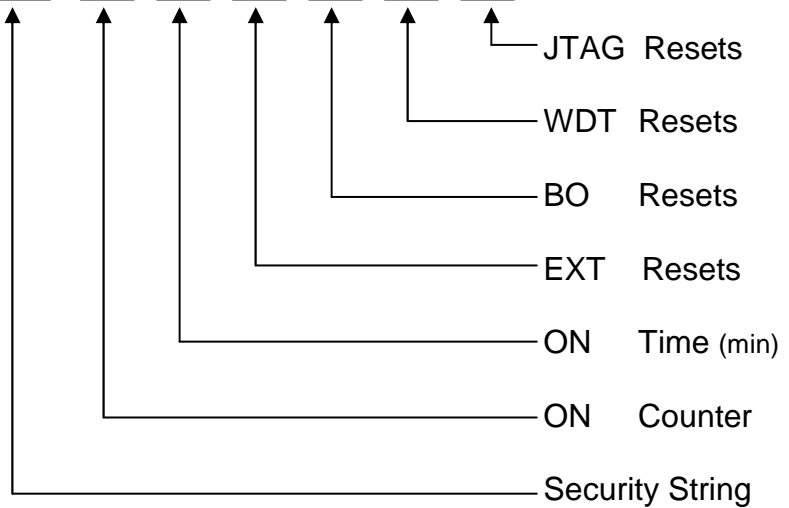 JTAG Resets
WDT Resets
BO Resets
EXT Resets
ON Time (min)
ON Counter
Security String